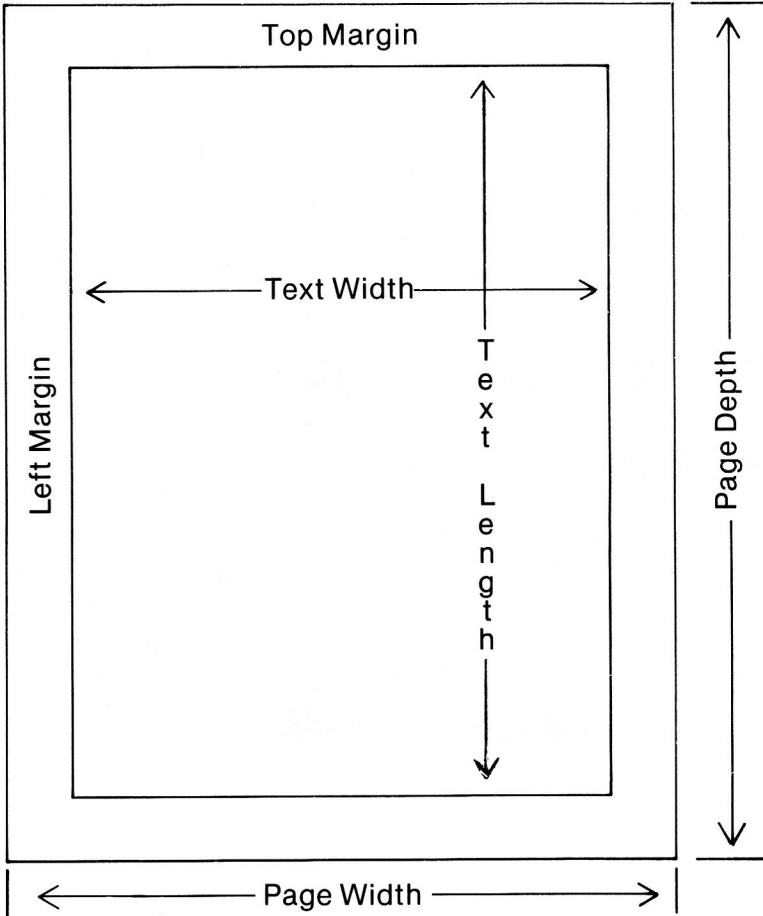 Top Margin
Text Width
Text Length
Left Margin
Page Depth
Page Width